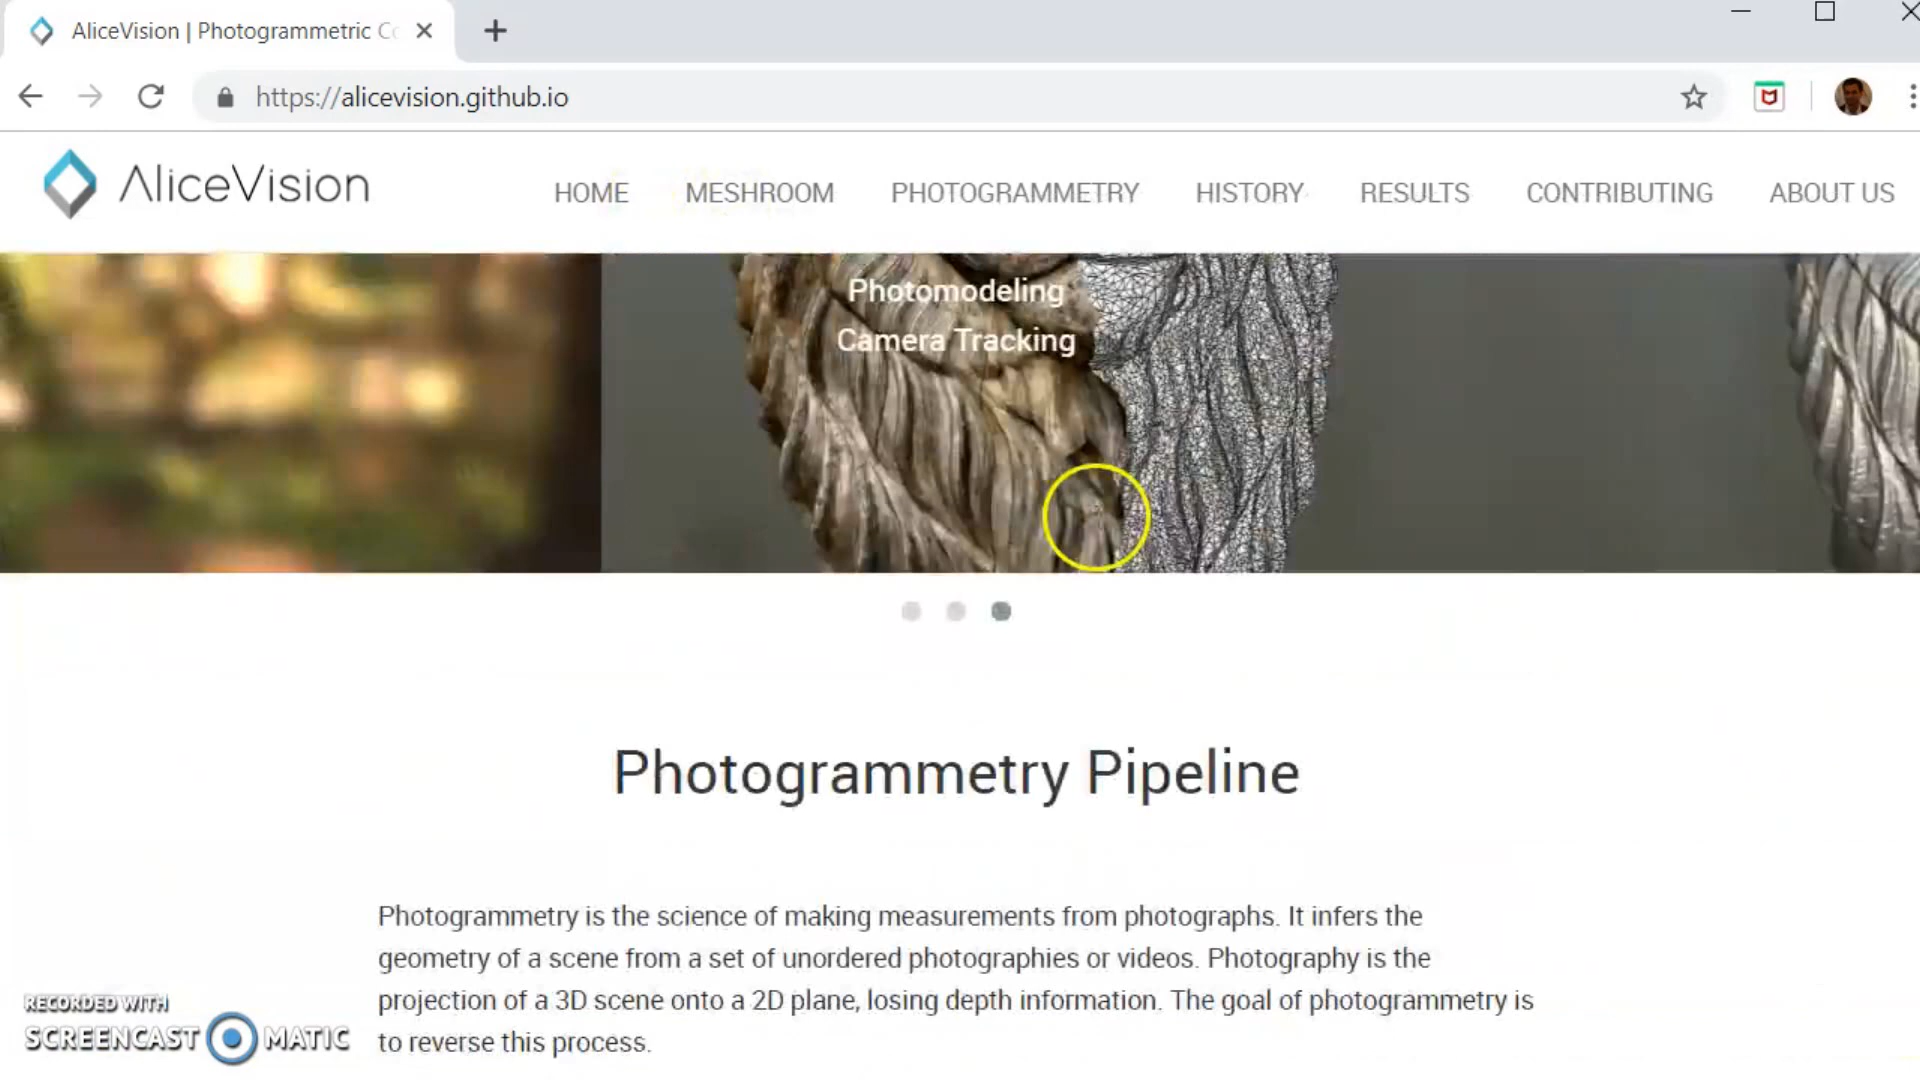 AliceVision | Photogrammetric Co
https://alicevision.github.io
AliceVision HOME MESHROOM PHOTOGRAMMETRY HISTORY RESULTS CONTRIBUTING ABOUT US
Photomodeling
Camera Tracking
Photogrammetry Pipeline
Photogrammetry is the science of making measurements from photographs. It infers the
geometry of a scene from a set of unordered photographies or videos. Photography is the
projection of a 3D scene onto a 2D plane, losing depth information. The goal of photogrammetry is
to reverse this process.
RECORDED WITH
SCREENCAST MATIC